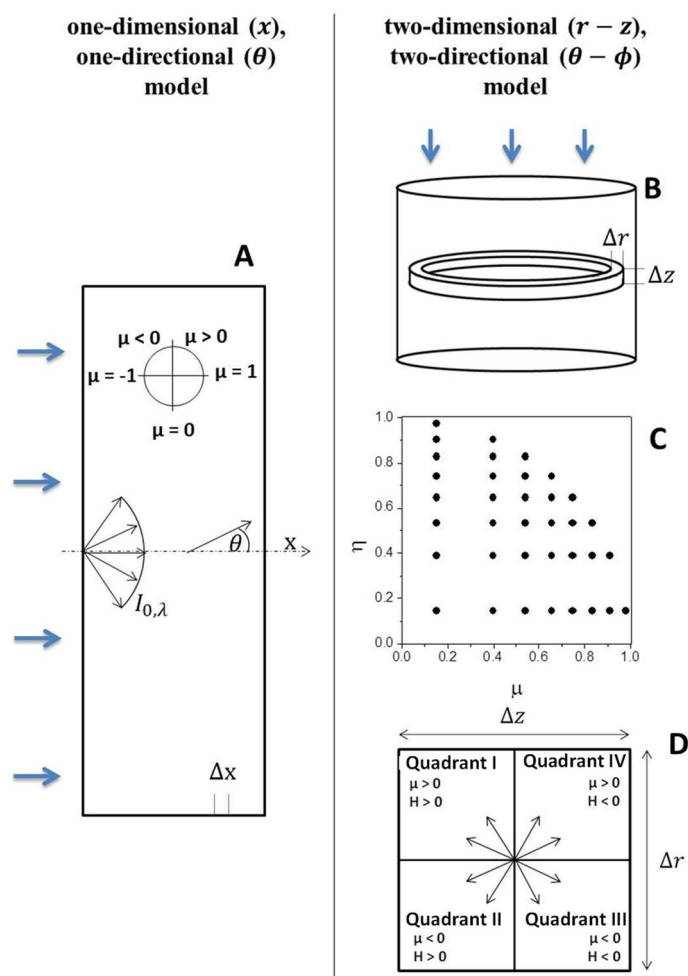 one-dimensional (x),
one-directional (θ)
model
two-dimensional (r − z),
two-directional (θ − ϕ)
model
A
μ < 0 μ > 0
μ = -1 μ = 1
μ = 0
θ
x
I₀,λ
Δx
B
Δr
Δz
C
1.0
0.8
0.6
0.4
0.2
0.0
η
0.0 0.2 0.4 0.6 0.8 1.0
μ
Δz
D
Quadrant I
μ > 0
H > 0
Quadrant IV
μ > 0
H < 0
Δr
Quadrant II
μ < 0
H > 0
Quadrant III
μ < 0
H < 0